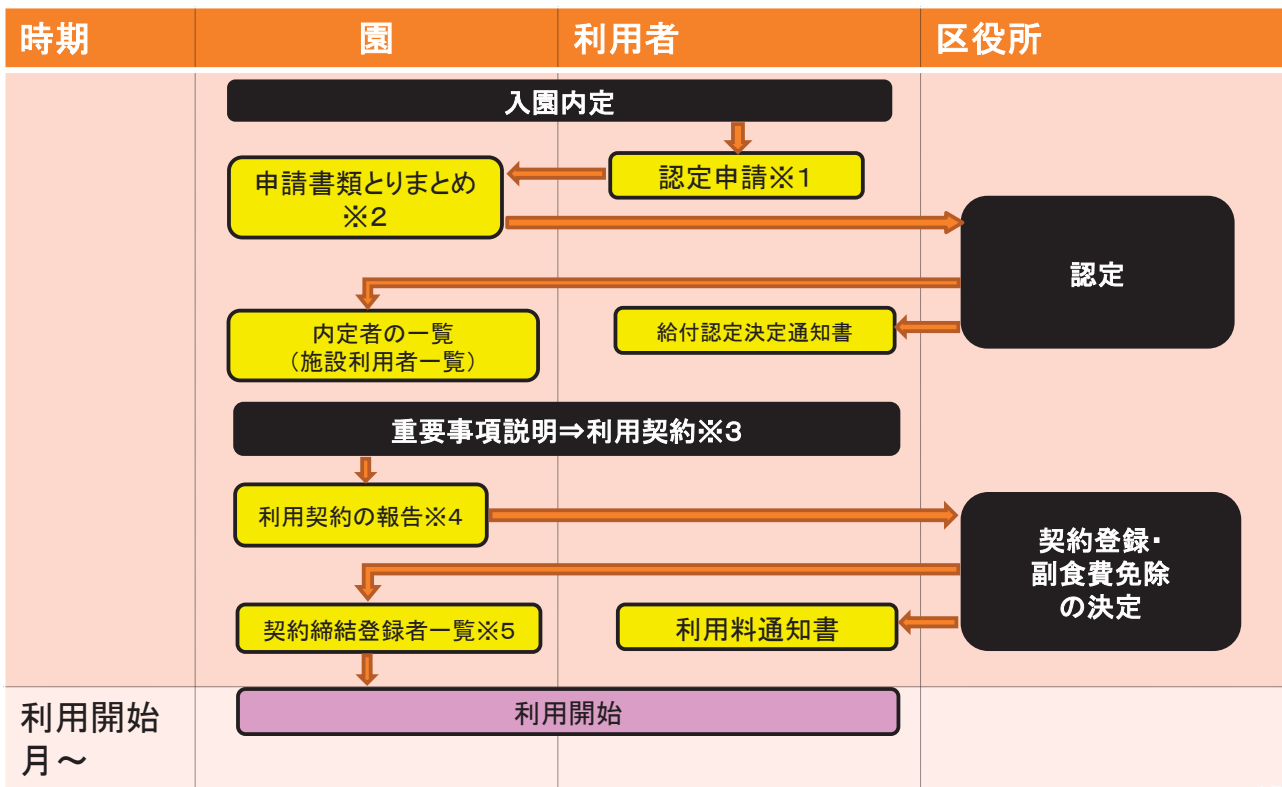 時期
園
利用者
区役所
入園内定
認定申請※1
申請書類とりまとめ
※2
認定
内定者の一覧
（施設利用者一覧）
給付認定決定通知書
重要事項説明⇒利用契約※3
利用契約の報告※4
契約登録・
副食費免除
の決定
契約締結登録者一覧※5
利用料通知書
利用開始
月～
利用開始